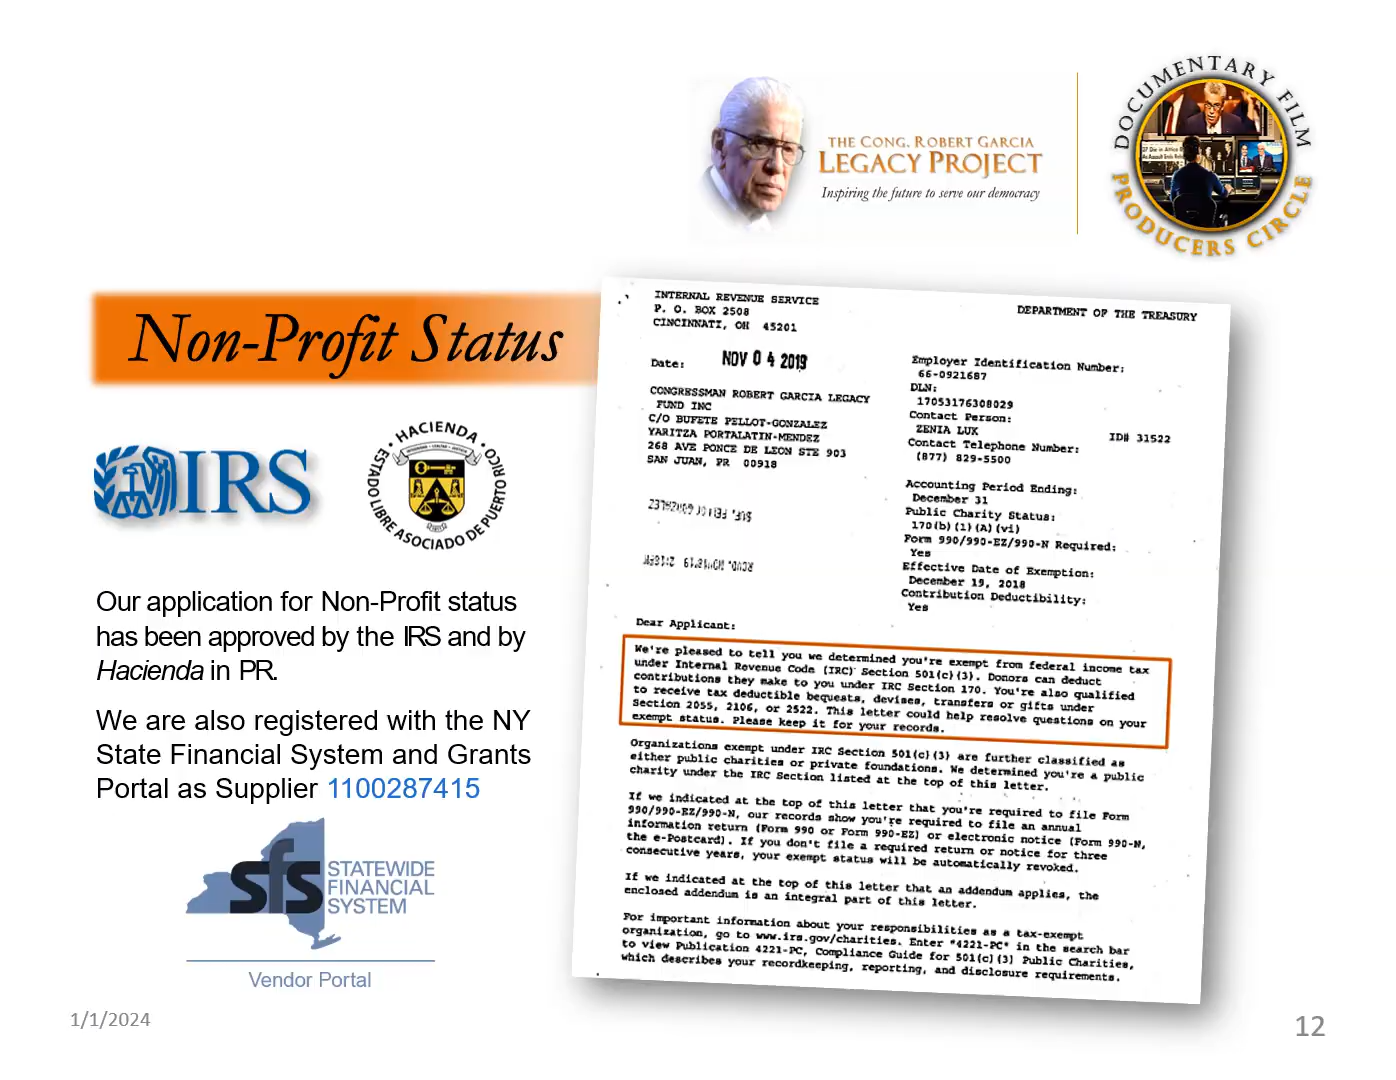 THE CONG. ROBERT GARCIA
LEGACY PROJECT
Inspiring the future to serve our democracy
DOCUMENTARY FILM
PRODUCERS CIRCLE
Non-Profit Status
IRS
• HACIENDA •
ESTADO LIBRE ASOCIADO DE PUERTO RICO
Our application for Non-Profit status
has been approved by the IRS and by
Hacienda in PR.
We are also registered with the NY
State Financial System and Grants
Portal as Supplier 1100287415
sfs STATEWIDE
FINANCIAL
SYSTEM
Vendor Portal
INTERNAL REVENUE SERVICE
P. O. BOX 2508
CINCINNATI, OH 45201
DEPARTMENT OF THE TREASURY
Date: NOV 04 2019
CONGRESSMAN ROBERT GARCIA LEGACY
FUND INC
C/O BUFETE PELLOT-GONZALEZ
YARITZA PORTALATIN-MENDEZ
268 AVE PONCE DE LEON STE 903
SAN JUAN, PR 00918
Employer Identification Number:
66-0921687
DLN:
17053176308029
Contact Person:
ZENIA LUX ID# 31522
Contact Telephone Number:
(877) 829-5500
Accounting Period Ending:
December 31
Public Charity Status:
170(b)(1)(A)(vi)
Form 990/990-EZ/990-N Required:
Yes
Effective Date of Exemption:
December 19, 2018
Contribution Deductibility:
Yes
Dear Applicant:
We're pleased to tell you we determined you're exempt from federal income tax
under Internal Revenue Code (IRC) Section 501(c)(3). Donors can deduct
contributions they make to you under IRC Section 170. You're also qualified
to receive tax deductible bequests, devises, transfers or gifts under
Section 2055, 2106, or 2522. This letter could help resolve questions on your
exempt status. Please keep it for your records.
Organizations exempt under IRC Section 501(c)(3) are further classified as
either public charities or private foundations. We determined you're a public
charity under the IRC Section listed at the top of this letter.
If we indicated at the top of this letter that you're required to file Form
990/990-EZ/990-N, our records show you're required to file an annual
information return (Form 990 or Form 990-EZ) or electronic notice (Form 990-N,
the e-Postcard). If you don't file a required return or notice for three
consecutive years, your exempt status will be automatically revoked.
If we indicated at the top of this letter that an addendum applies, the
enclosed addendum is an integral part of this letter.
For important information about your responsibilities as a tax-exempt
organization, go to www.irs.gov/charities. Enter "4221-PC" in the search bar
to view Publication 4221-PC, Compliance Guide for 501(c)(3) Public Charities,
which describes your recordkeeping, reporting, and disclosure requirements.
1/1/2024
12